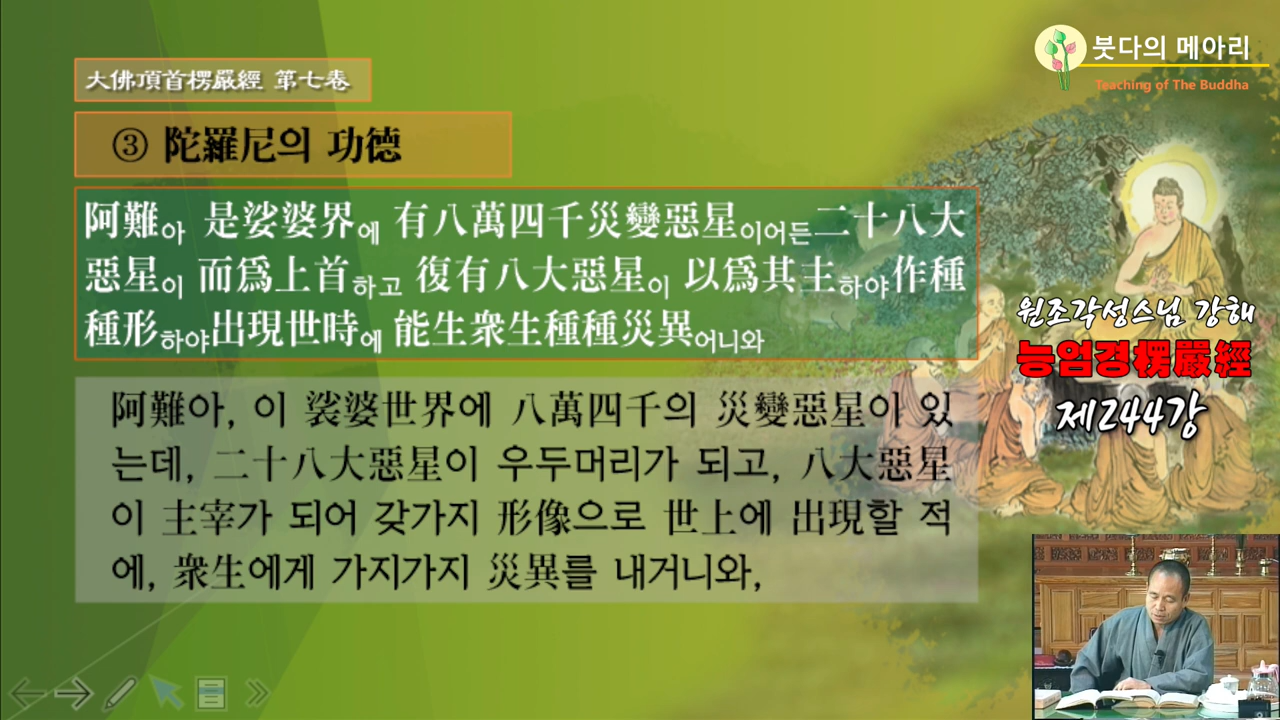 大佛頂首楞嚴經 第七卷
③ 陀羅尼의 功德
阿難아 是娑婆界에 有八萬四千災變惡星이어든二十八大
惡星이 而爲上首하고 復有八大惡星이 以爲其主하야作種
種形하야出現世時에 能生衆生種種災異어니와
阿難아, 이 裟婆世界에 八萬四千의 災變惡星이 있
는데, 二十八大惡星이 우두머리가 되고, 八大惡星
이 主宰가 되어 갖가지 形像으로 世上에 出現할 적
에, 衆生에게 가지가지 災異를 내거니와,
붓다의 메아리
Teaching of The Buddha
원조각성스님 강해
능엄경楞嚴經
제244강